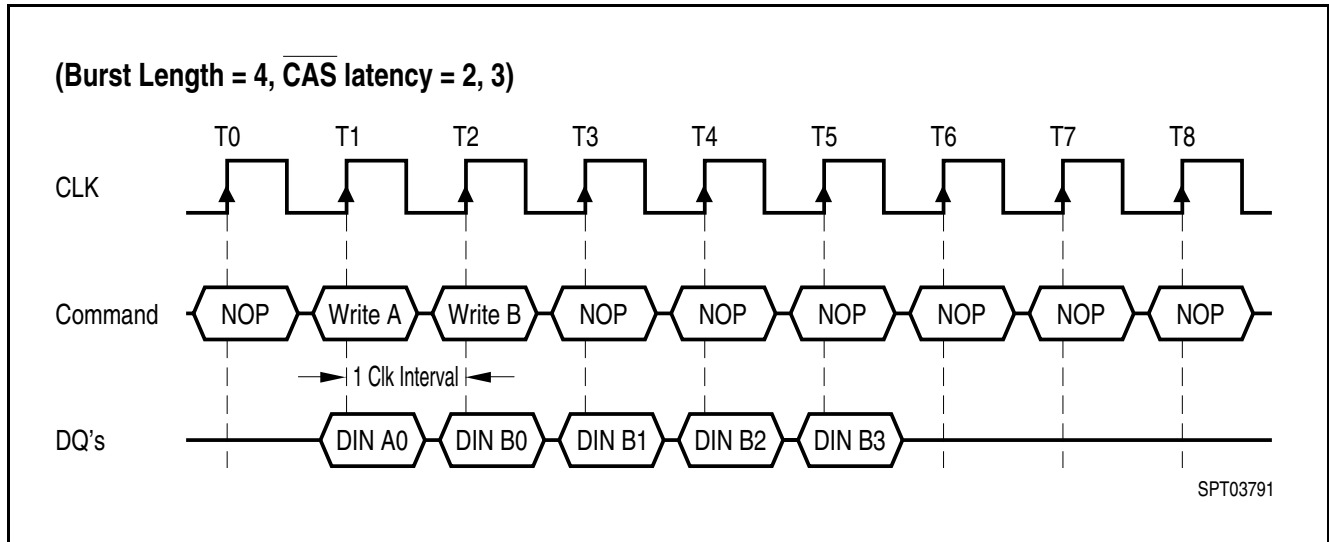 (Burst Length = 4, CAS latency = 2, 3)
T0 T1 T2 T3 T4 T5 T6 T7 T8
CLK
Command NOP Write A Write B NOP NOP NOP NOP NOP NOP
1 Clk Interval
DQ's DIN A0 DIN B0 DIN B1 DIN B2 DIN B3
SPT03791